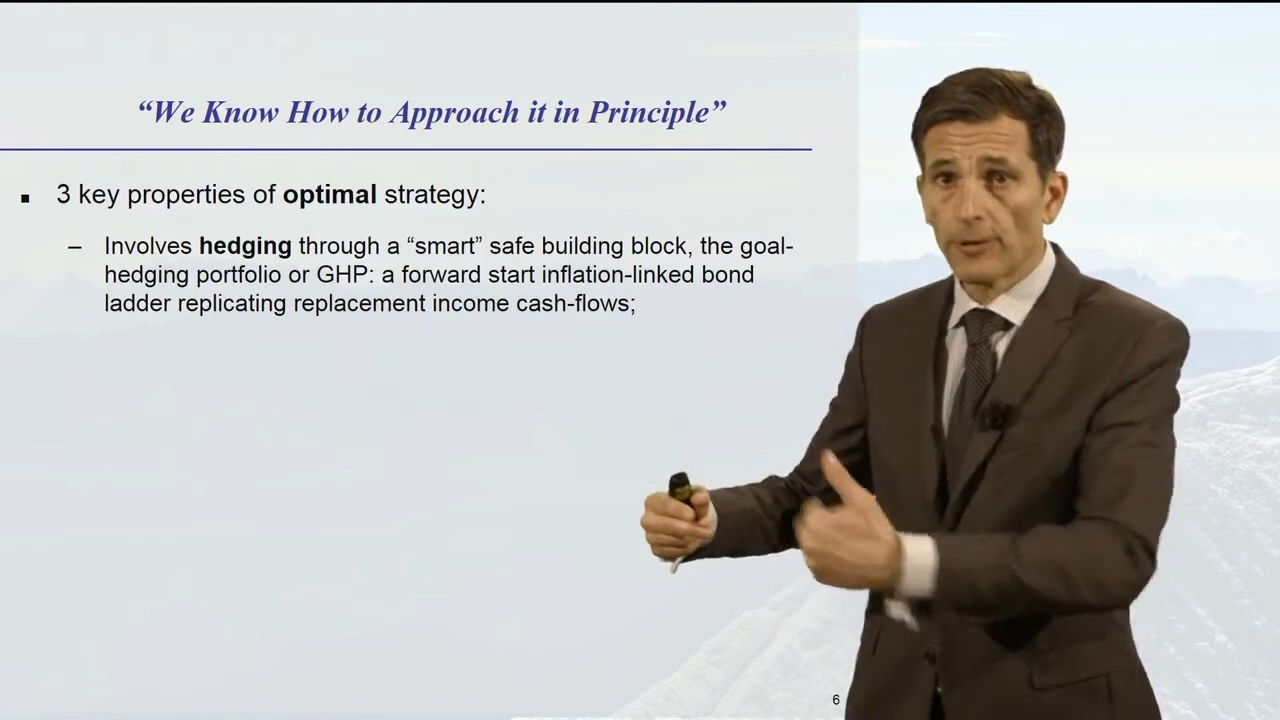 “We Know How to Approach it in Principle”
▪ 3 key properties of optimal strategy:
– Involves hedging through a “smart” safe building block, the goal-
hedging portfolio or GHP: a forward start inflation-linked bond
ladder replicating replacement income cash-flows;
6